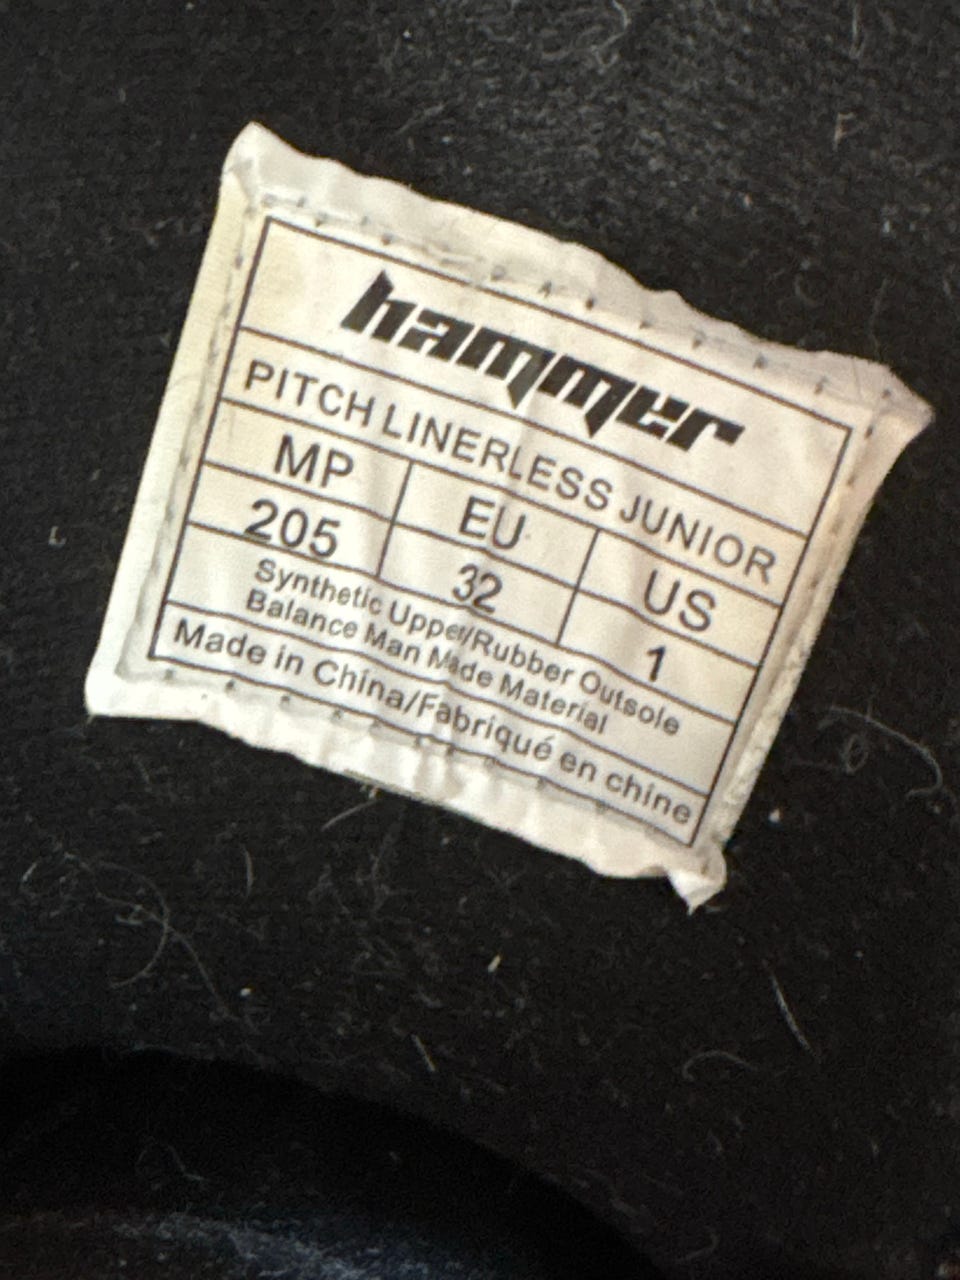 hammer
PITCH LINERLESS JUNIOR
MP EU US
205 32 1
Synthetic Upper/Rubber Outsole
Balance Man Made Material
Made in China/Fabriqué en chine